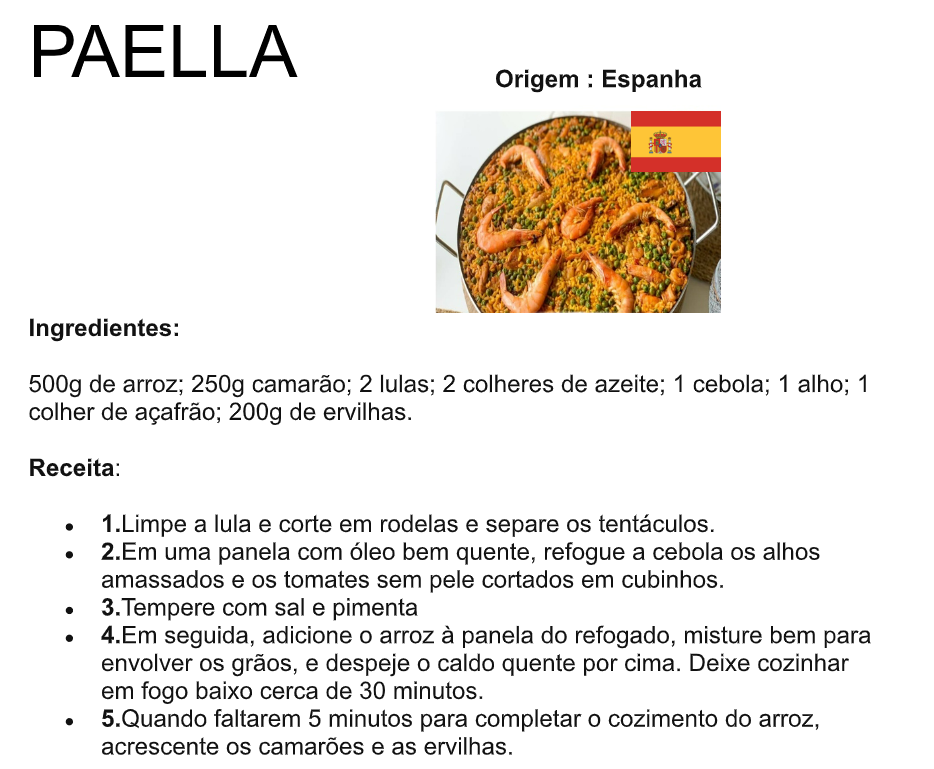 PAELLA
Origem : Espanha
Ingredientes:
500g de arroz; 250g camarão; 2 lulas; 2 colheres de azeite; 1 cebola; 1 alho; 1
colher de açafrão; 200g de ervilhas.
Receita:
• 1.Limpe a lula e corte em rodelas e separe os tentáculos.
• 2.Em uma panela com óleo bem quente, refogue a cebola os alhos
amassados e os tomates sem pele cortados em cubinhos.
• 3.Tempere com sal e pimenta
• 4.Em seguida, adicione o arroz à panela do refogado, misture bem para
envolver os grãos, e despeje o caldo quente por cima. Deixe cozinhar
em fogo baixo cerca de 30 minutos.
• 5.Quando faltarem 5 minutos para completar o cozimento do arroz,
acrescente os camarões e as ervilhas.